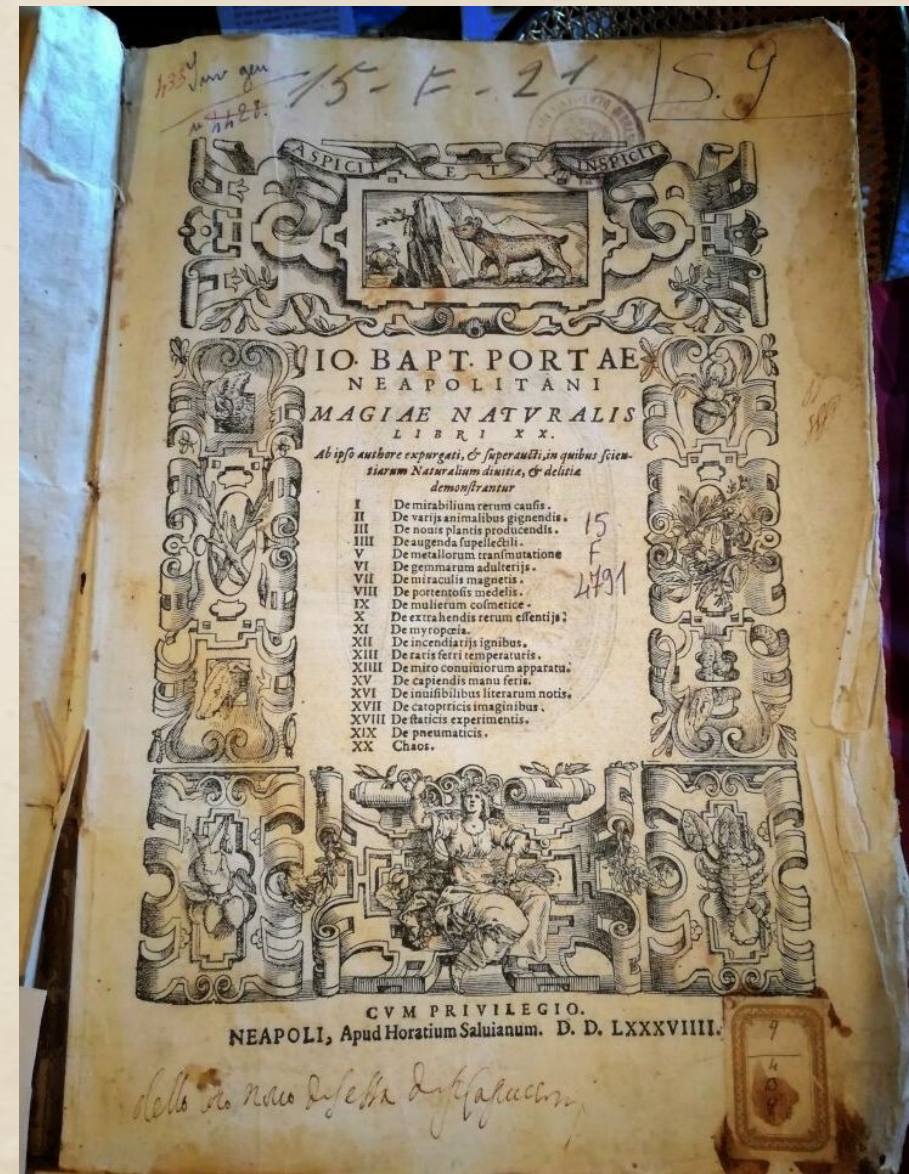 15 - F - 21
S. 9
ASPICIT ET INSPICIT
IO. BAPT. PORTAE
NEAPOLITANI
MAGIAE NATVRALIS
LIBRI XX.
Ab ipso authore expurgati, & superaucti, in quibus scien-
tiarum Naturalium diuitiæ, & delitiæ
demonstrantur
I De mirabilium rerum causis.
II De varijs animalibus gignendis.
III De nouis plantis producendis.
IIII De augenda supellectili.
V De metallorum transmutatione
VI De gemmarum adulterijs.
VII De miraculis magnetis.
VIII De portentosis medelis.
IX De mulierum cosmetice.
X De extrahendis rerum essentijs.
XI De myropœia.
XII De incendiarijs ignibus.
XIII De raris ferri temperaturis.
XIIII De miro conuiuiorum apparatu.
XV De capiendis manu feris.
XVI De inuisibilibus literarum notis.
XVII De catoptricis imaginibus.
XVIII De staticis experimentis.
XIX De pneumaticis.
XX Chaos.
15
F
4791
CVM PRIVILEGIO.
NEAPOLI, Apud Horatium Saluianum. D. D. LXXXVIIII.
9
4